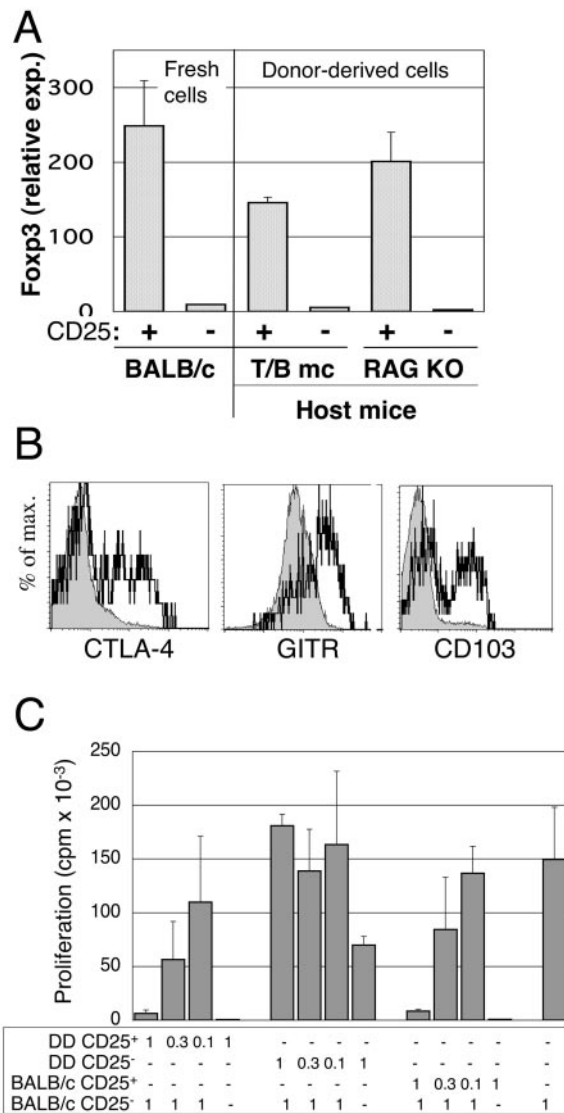 A
Fresh cells
Donor-derived cells
Foxp3 (relative exp.)
300
200
100
0
CD25: + - + - + -
BALB/c T/B mc RAG KO
Host mice
B
% of max.
CTLA-4 GITR CD103
C
Proliferation (cpm x 10⁻³)
250
200
150
100
50
0
DD CD25⁺ 1 0.3 0.1 1 - - - - - - - - -
DD CD25⁻ - - - - 1 0.3 0.1 1 - - - - -
BALB/c CD25⁺ - - - - - - - - 1 0.3 0.1 1 -
BALB/c CD25⁻ 1 1 1 - 1 1 1 - 1 1 1 - 1